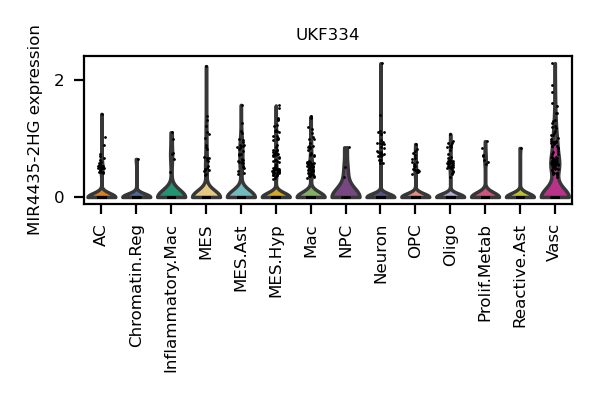 UKF334
MIR4435-2HG expression
2
0
AC
Chromatin.Reg
Inflammatory.Mac
MES
MES.Ast
MES.Hyp
Mac
NPC
Neuron
OPC
Oligo
Prolif.Metab
Reactive.Ast
Vasc